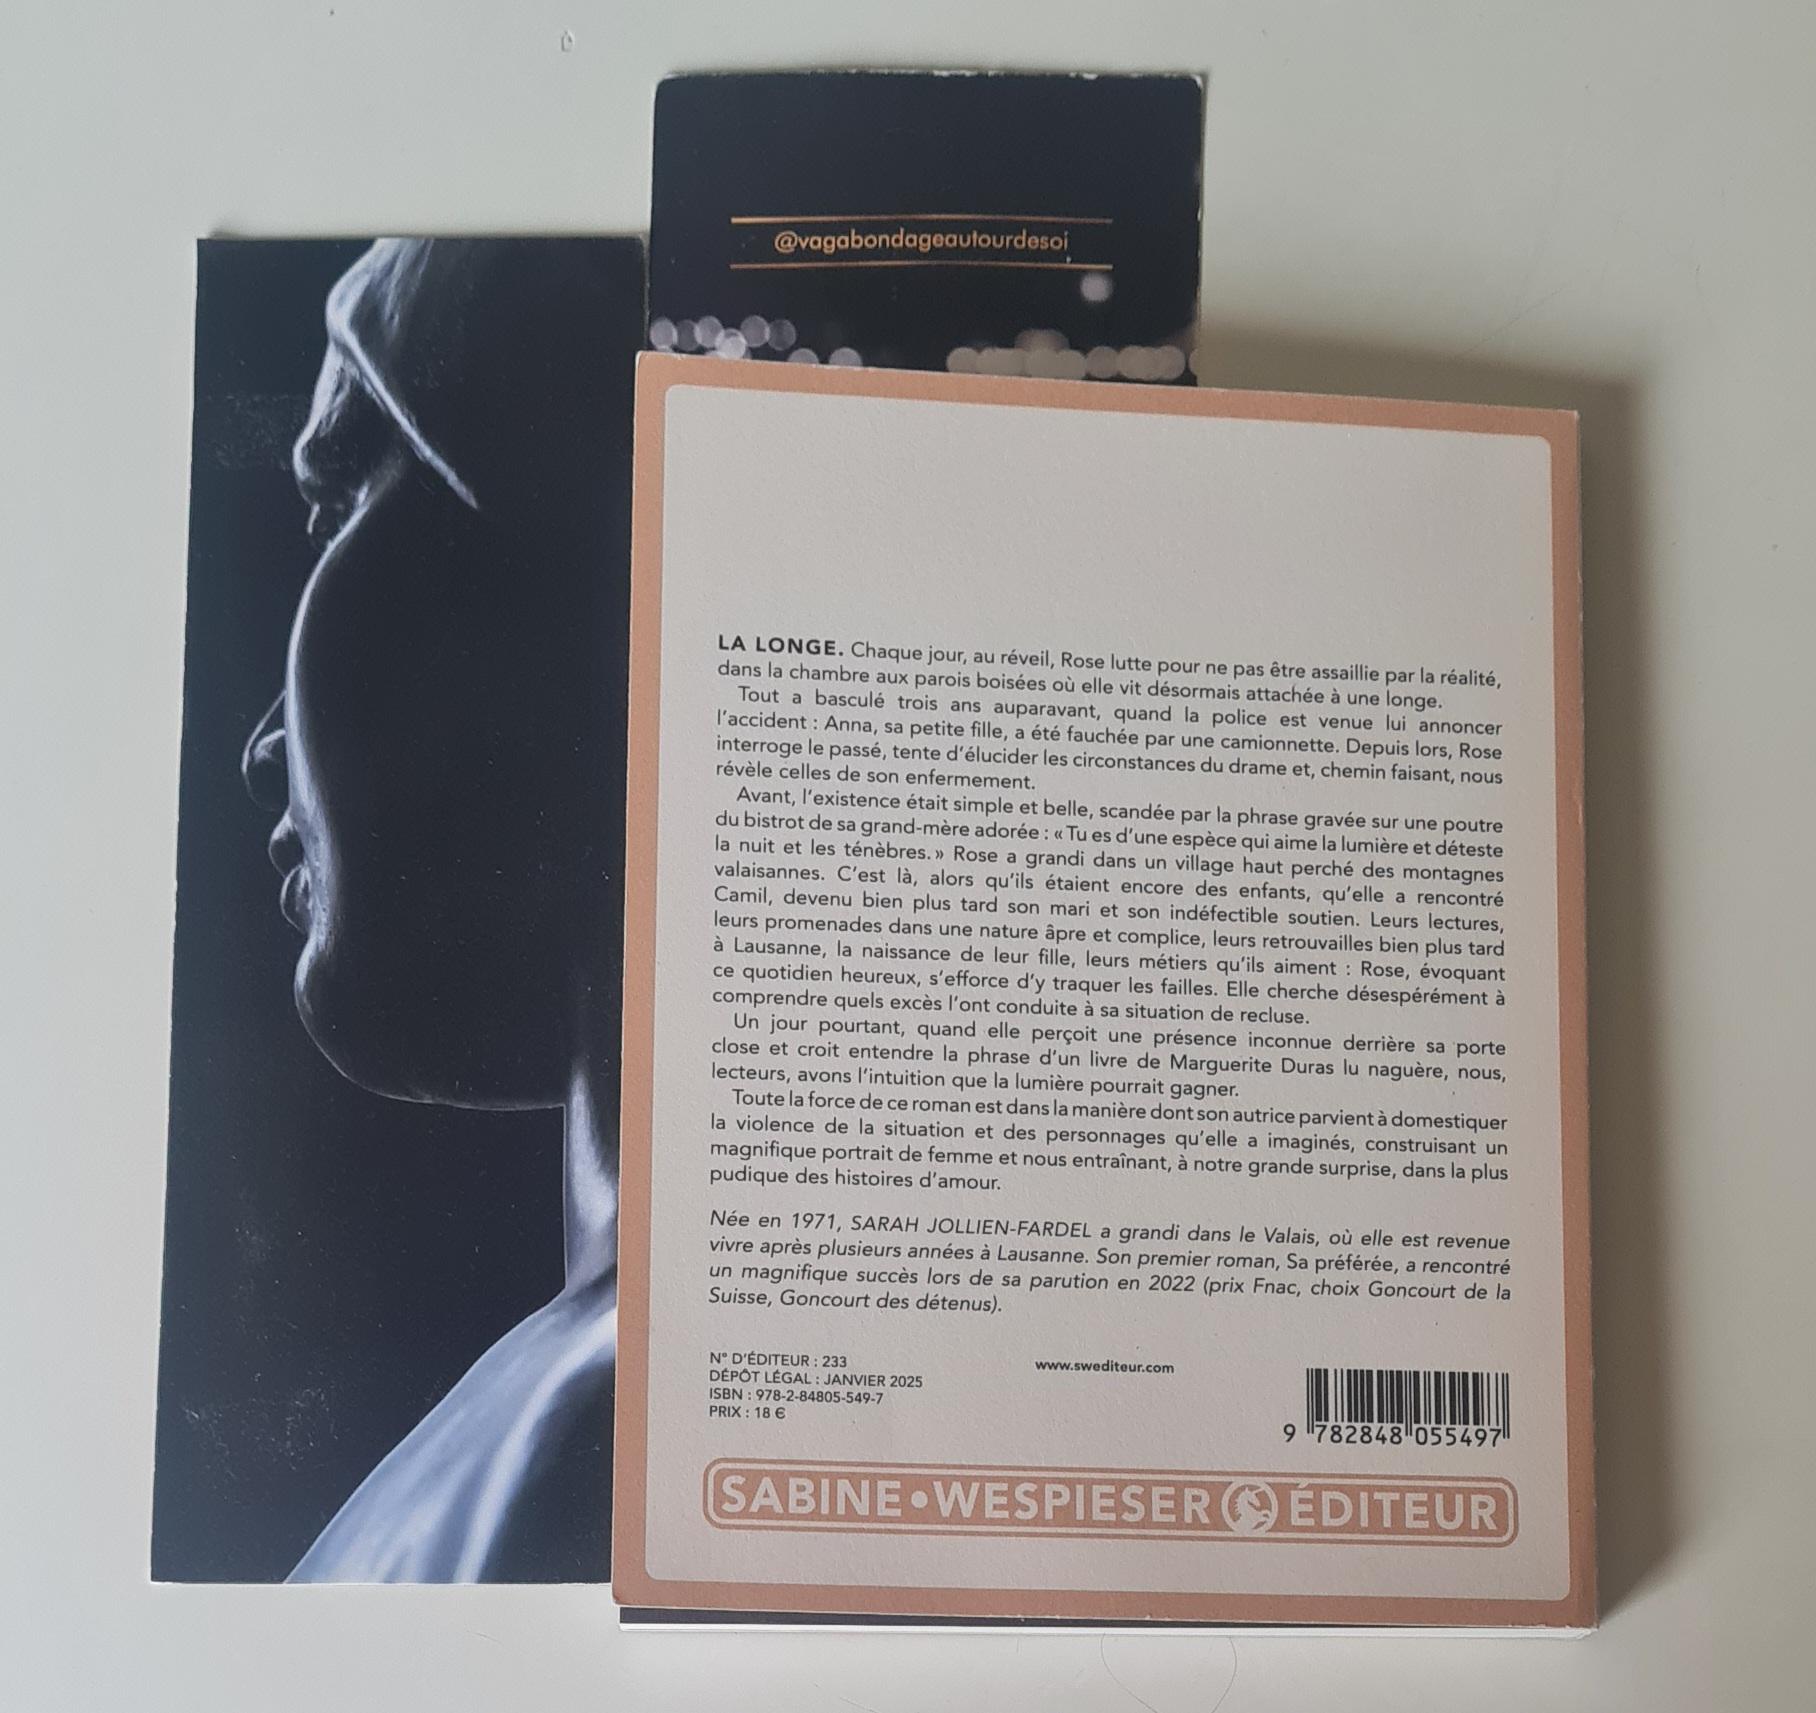 @vagabondageautourdesoi
LA LONGE. Chaque jour, au réveil, Rose lutte pour ne pas être assaillie par la réalité,
dans la chambre aux parois boisées où elle vit désormais attachée à une longe.
Tout a basculé trois ans auparavant, quand la police est venue lui annoncer
l'accident : Anna, sa petite fille, a été fauchée par une camionnette. Depuis lors, Rose
interroge le passé, tente d'élucider les circonstances du drame et, chemin faisant, nous
révèle celles de son enfermement.
Avant, l'existence était simple et belle, scandée par la phrase gravée sur une poutre
du bistrot de sa grand-mère adorée : « Tu es d'une espèce qui aime la lumière et déteste
la nuit et les ténèbres. » Rose a grandi dans un village haut perché des montagnes
valaisannes. C'est là, alors qu'ils étaient encore des enfants, qu'elle a rencontré
Camil, devenu bien plus tard son mari et son indéfectible soutien. Leurs lectures,
leurs promenades dans une nature âpre et complice, leurs retrouvailles bien plus tard
à Lausanne, la naissance de leur fille, leurs métiers qu'ils aiment : Rose, évoquant
ce quotidien heureux, s'efforce d'y traquer les failles. Elle cherche désespérément à
comprendre quels excès l'ont conduite à sa situation de recluse.
Un jour pourtant, quand elle perçoit une présence inconnue derrière sa porte
close et croit entendre la phrase d'un livre de Marguerite Duras lu naguère, nous,
lecteurs, avons l'intuition que la lumière pourrait gagner.
Toute la force de ce roman est dans la manière dont son autrice parvient à domestiquer
la violence de la situation et des personnages qu'elle a imaginés, construisant un
magnifique portrait de femme et nous entraînant, à notre grande surprise, dans la plus
pudique des histoires d'amour.
Née en 1971, SARAH JOLLIEN-FARDEL a grandi dans le Valais, où elle est revenue
vivre après plusieurs années à Lausanne. Son premier roman, Sa préférée, a rencontré
un magnifique succès lors de sa parution en 2022 (prix Fnac, choix Goncourt de la
Suisse, Goncourt des détenus).
N° D'ÉDITEUR : 233
DÉPÔT LÉGAL : JANVIER 2025
ISBN : 978-2-84805-549-7
PRIX : 18 €
www.swediteur.com
9 782848 055497
SABINE•WESPIESER ÉDITEUR